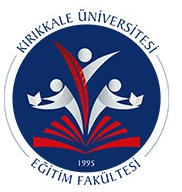 KIRIKKALE ÜNİVERSİTESİ
1995
EĞİTİM FAKÜLTESİ